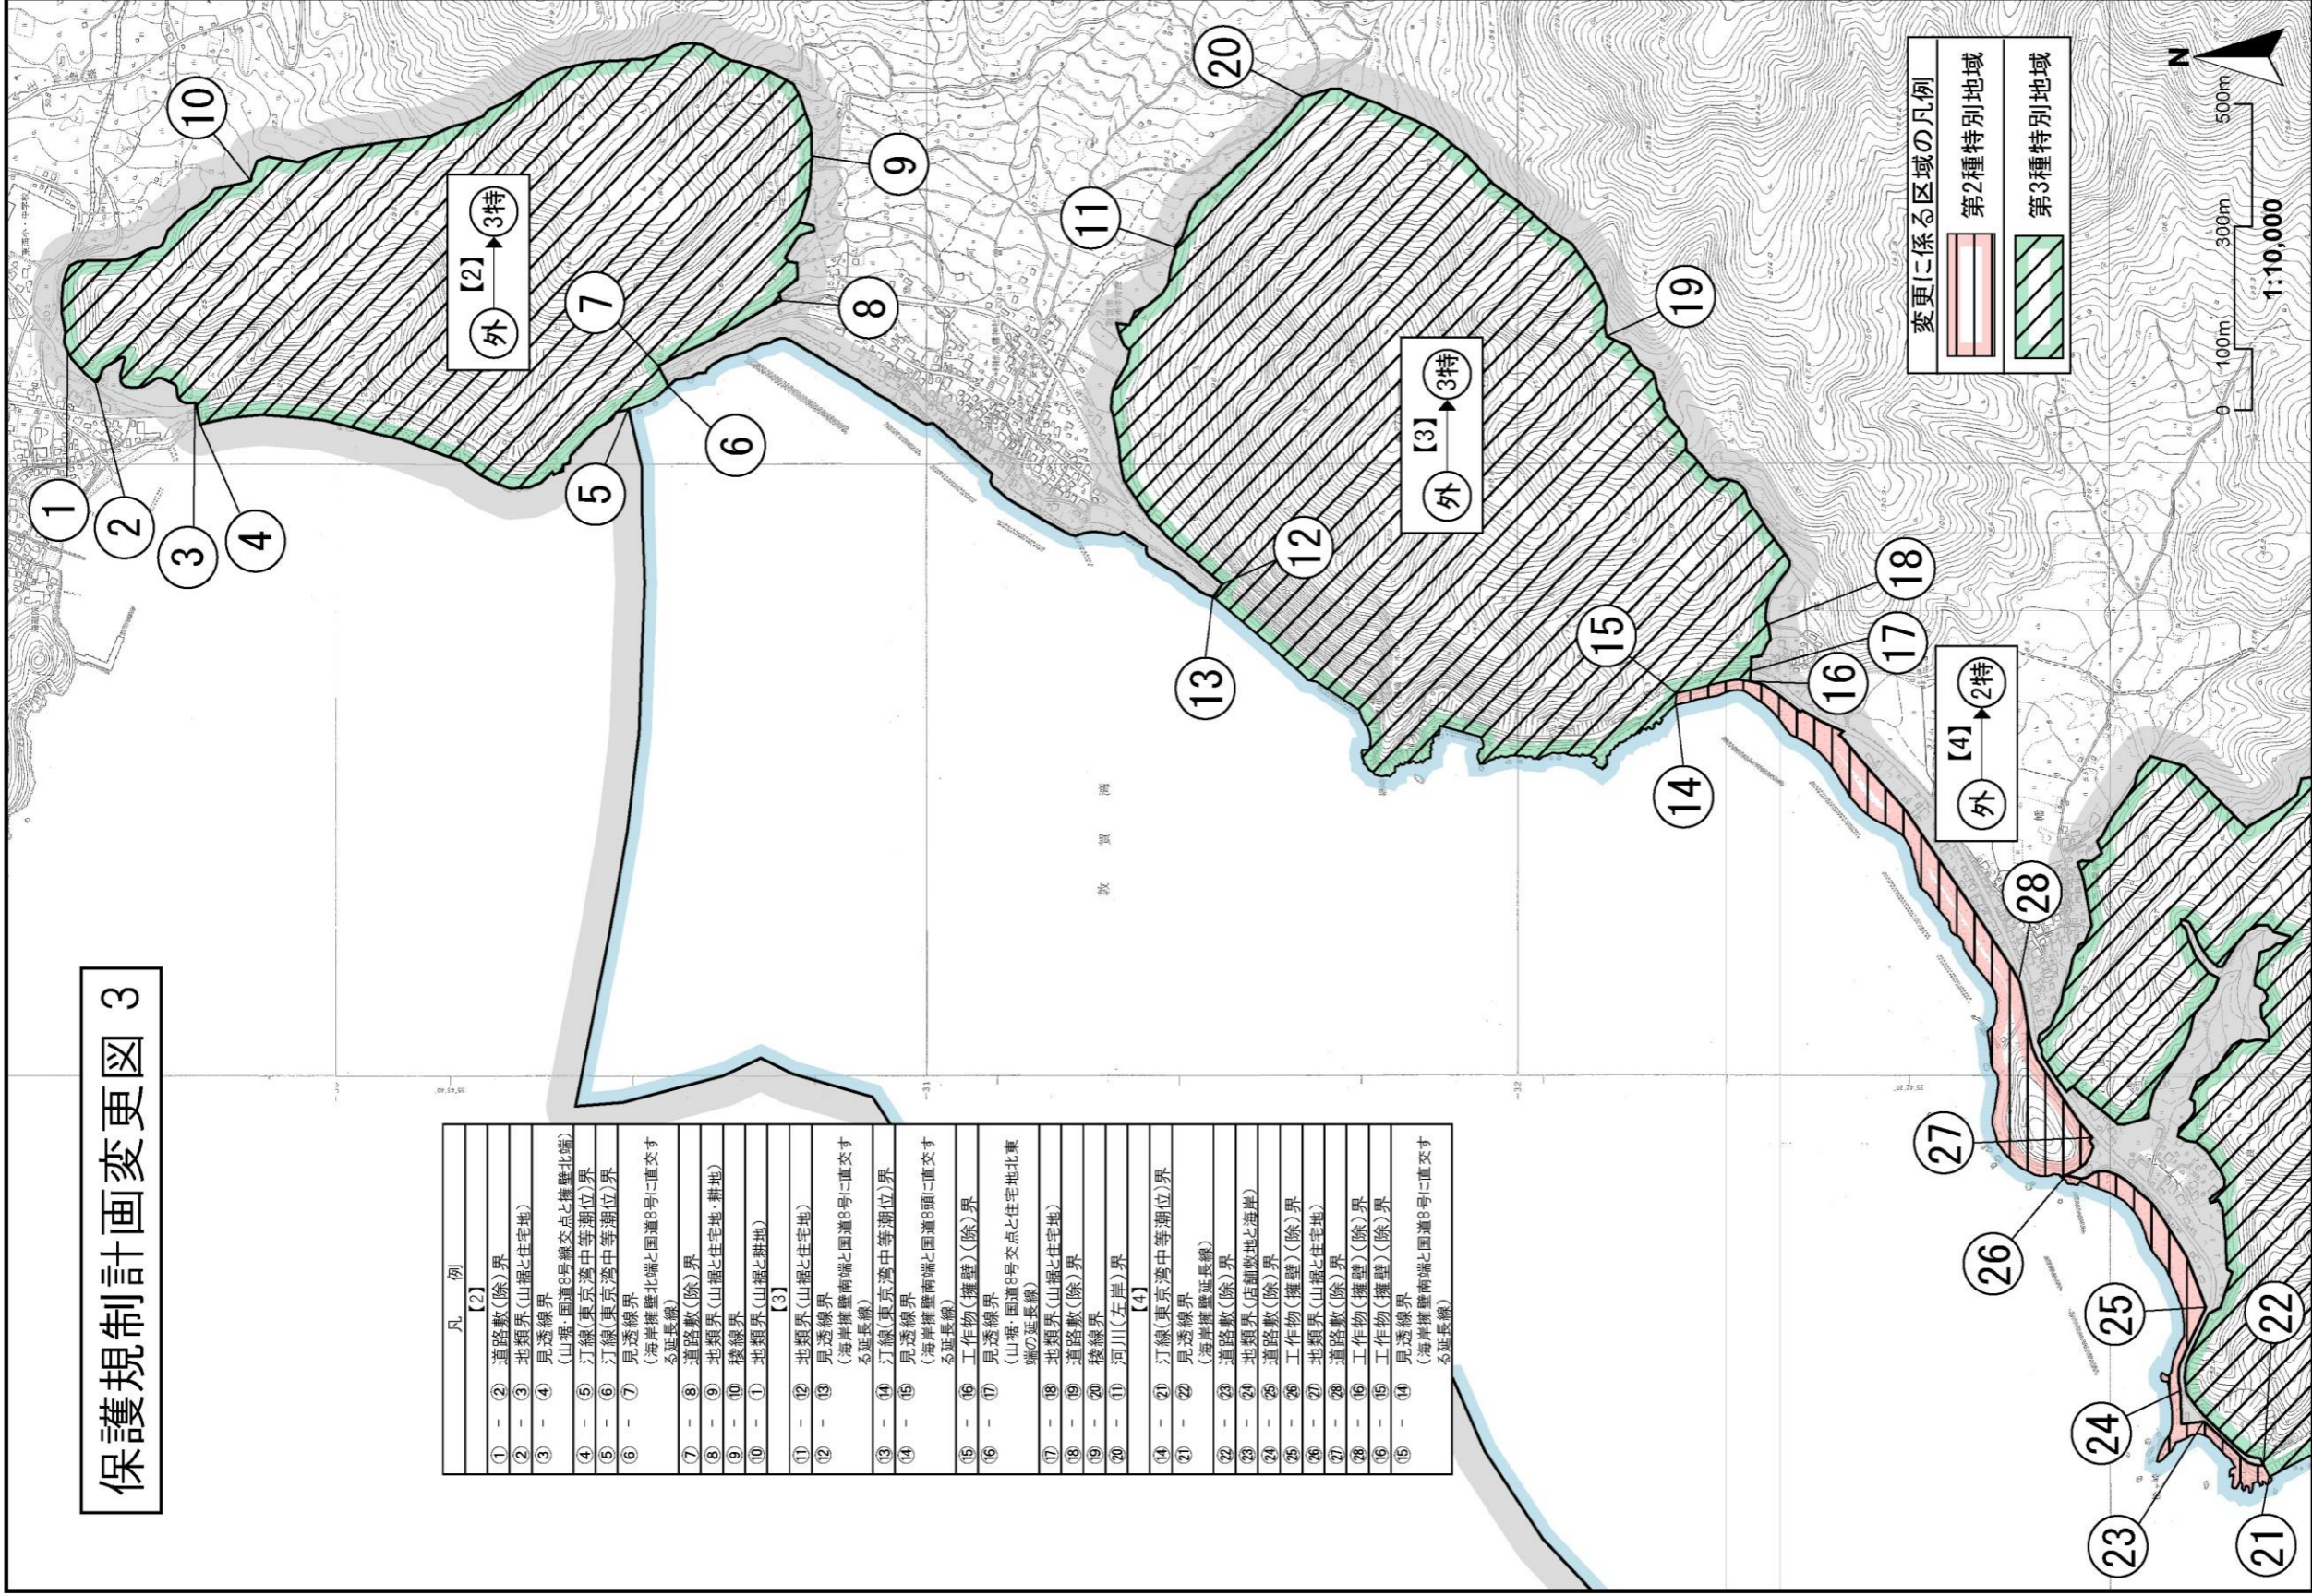 保護規制計画変更図 3
凡 例
【2】
① - ② 道路敷(除)界
② - ③ 地類界(山裾と住宅地)
③ - ④ 見透線界
(山裾・国道8号線交点と擁壁北端)
④ - ⑤ 汀線(東京湾中等潮位)界
⑤ - ⑥ 汀線(東京湾中等潮位)界
⑥ - ⑦ 見透線界
(海岸擁壁北端と国道8号に直交す
る延長線)
⑦ - ⑧ 道路敷(除)界
⑧ - ⑨ 地類界(山裾と住宅地・耕地)
⑨ - ⑩ 稜線界
⑩ - ① 地類界(山裾と耕地)
【3】
⑪ - ⑫ 地類界(山裾と住宅地)
⑫ - ⑬ 見透線界
(海岸擁壁南端と国道8号に直交す
る延長線)
⑬ - ⑭ 汀線(東京湾中等潮位)界
⑭ - ⑮ 見透線界
(海岸擁壁南端と国道8頭に直交す
る延長線)
⑮ - ⑯ 工作物(擁壁)(除)界
⑯ - ⑰ 見透線界
(山裾・国道8号交点と住宅地北東
端の延長線)
⑰ - ⑱ 地類界(山裾と住宅地)
⑱ - ⑲ 道路敷(除)界
⑲ - ⑳ 稜線界
⑳ - ⑪ 河川(左岸)界
【4】
⑭ - ㉑ 汀線(東京湾中等潮位)界
㉑ - ㉒ 見透線界
(海岸擁壁延長線)
㉒ - ㉓ 道路敷(除)界
㉓ - ㉔ 地類界(店舗敷地と海岸)
㉔ - ㉕ 道路敷(除)界
㉕ - ㉖ 工作物(擁壁)(除)界
㉖ - ㉗ 地類界(山裾と住宅地)
㉗ - ㉘ 道路敷(除)界
㉘ - ⑯ 工作物(擁壁)(除)界
⑯ - ⑮ 工作物(擁壁)(除)界
⑮ - ⑭ 見透線界
(海岸擁壁南端と国道8号に直交す
る延長線)
1
2
3
4
5
6
7
8
9
10
【2】
外 3特
11
12
13
14
15
16
17
18
19
20
【3】
外 3特
【4】
外 2特
21
22
23
24
25
26
27
28
敦 賀 湾
変更に係る区域の凡例
第2種特別地域
第3種特別地域
N
0 100m 300m 500m
1:10,000